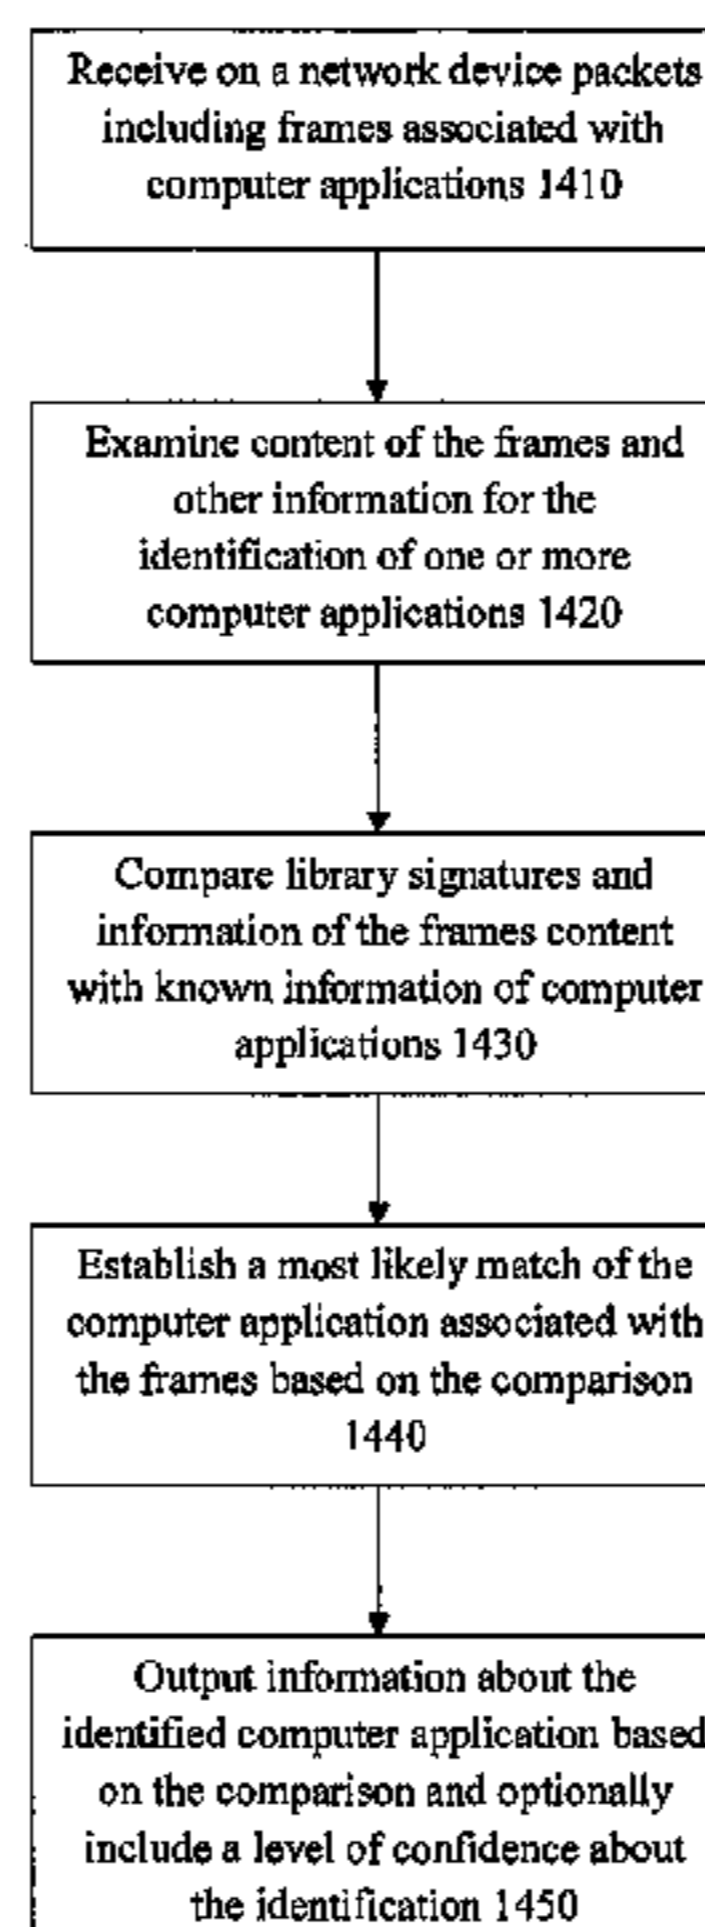 Receive on a network device packets
including frames associated with
computer applications 1410
Examine content of the frames and
other information for the
identification of one or more
computer applications 1420
Compare library signatures and
information of the frames content
with known information of computer
applications 1430
Establish a most likely match of the
computer application associated with
the frames based on the comparison
1440
Output information about the
identified computer application based
on the comparison and optionally
include a level of confidence about
the identification 1450